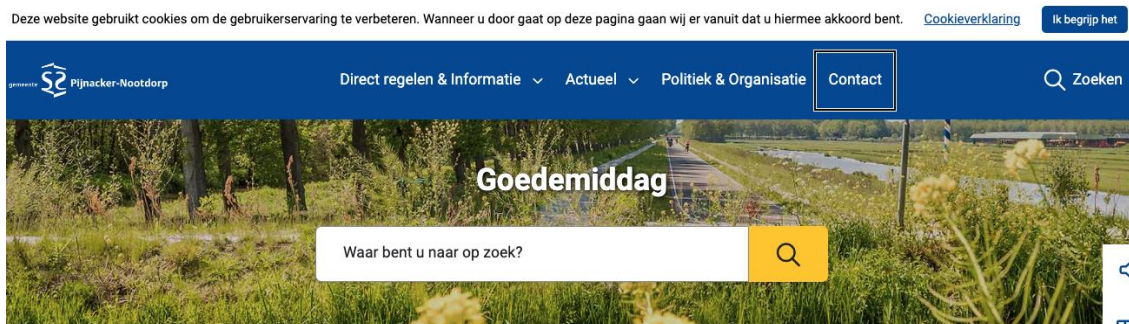 Deze website gebruikt cookies om de gebruikerservaring te verbeteren. Wanneer u door gaat op deze pagina gaan wij er vanuit dat u hiermee akkoord bent. Cookieverklaring Ik begrijp het
gemeente Pijnacker-Nootdorp Direct regelen & Informatie Actueel Politiek & Organisatie Contact Zoeken
Goedemiddag
Waar bent u naar op zoek?